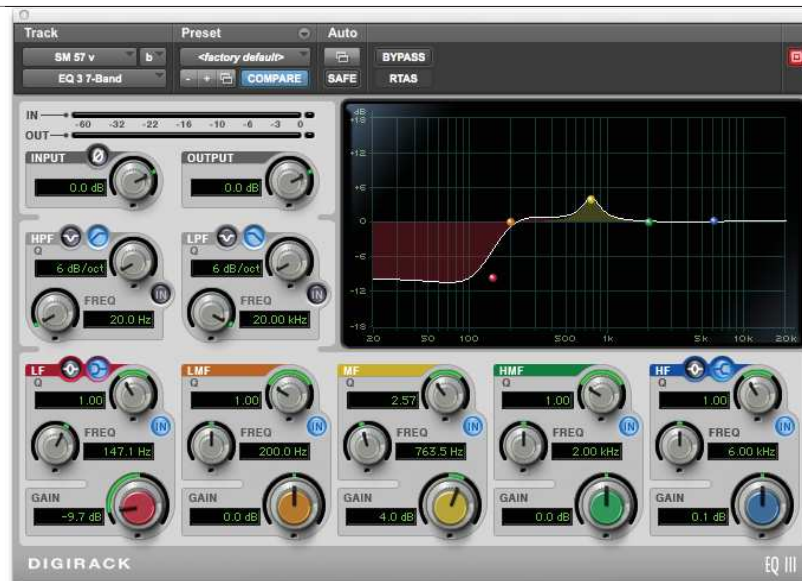 Track Preset Auto
SM 57 v b <factory default> BYPASS
EQ 3 7-Band - + COMPARE SAFE RTAS
IN -60 -32 -22 -16 -10 -6 -3 0
OUT
INPUT Ø OUTPUT
0.0 dB 0.0 dB
HPF LPF
Q Q
6 dB/oct 6 dB/oct
IN IN
FREQ FREQ
20.0 Hz 20.00 kHz
dB
+18
+12
+6
0
-6
-12
-18
20 50 100 500 1k 5k 10k 20k
LF LMF MF HMF HF
Q Q Q Q Q
1.00 1.00 2.57 1.00 1.00
IN IN IN IN IN
FREQ FREQ FREQ FREQ FREQ
147.1 Hz 200.0 Hz 763.5 Hz 2.00 kHz 6.00 kHz
GAIN GAIN GAIN GAIN GAIN
-9.7 dB 0.0 dB 4.0 dB 0.0 dB 0.1 dB
DIGIRACK EQ III